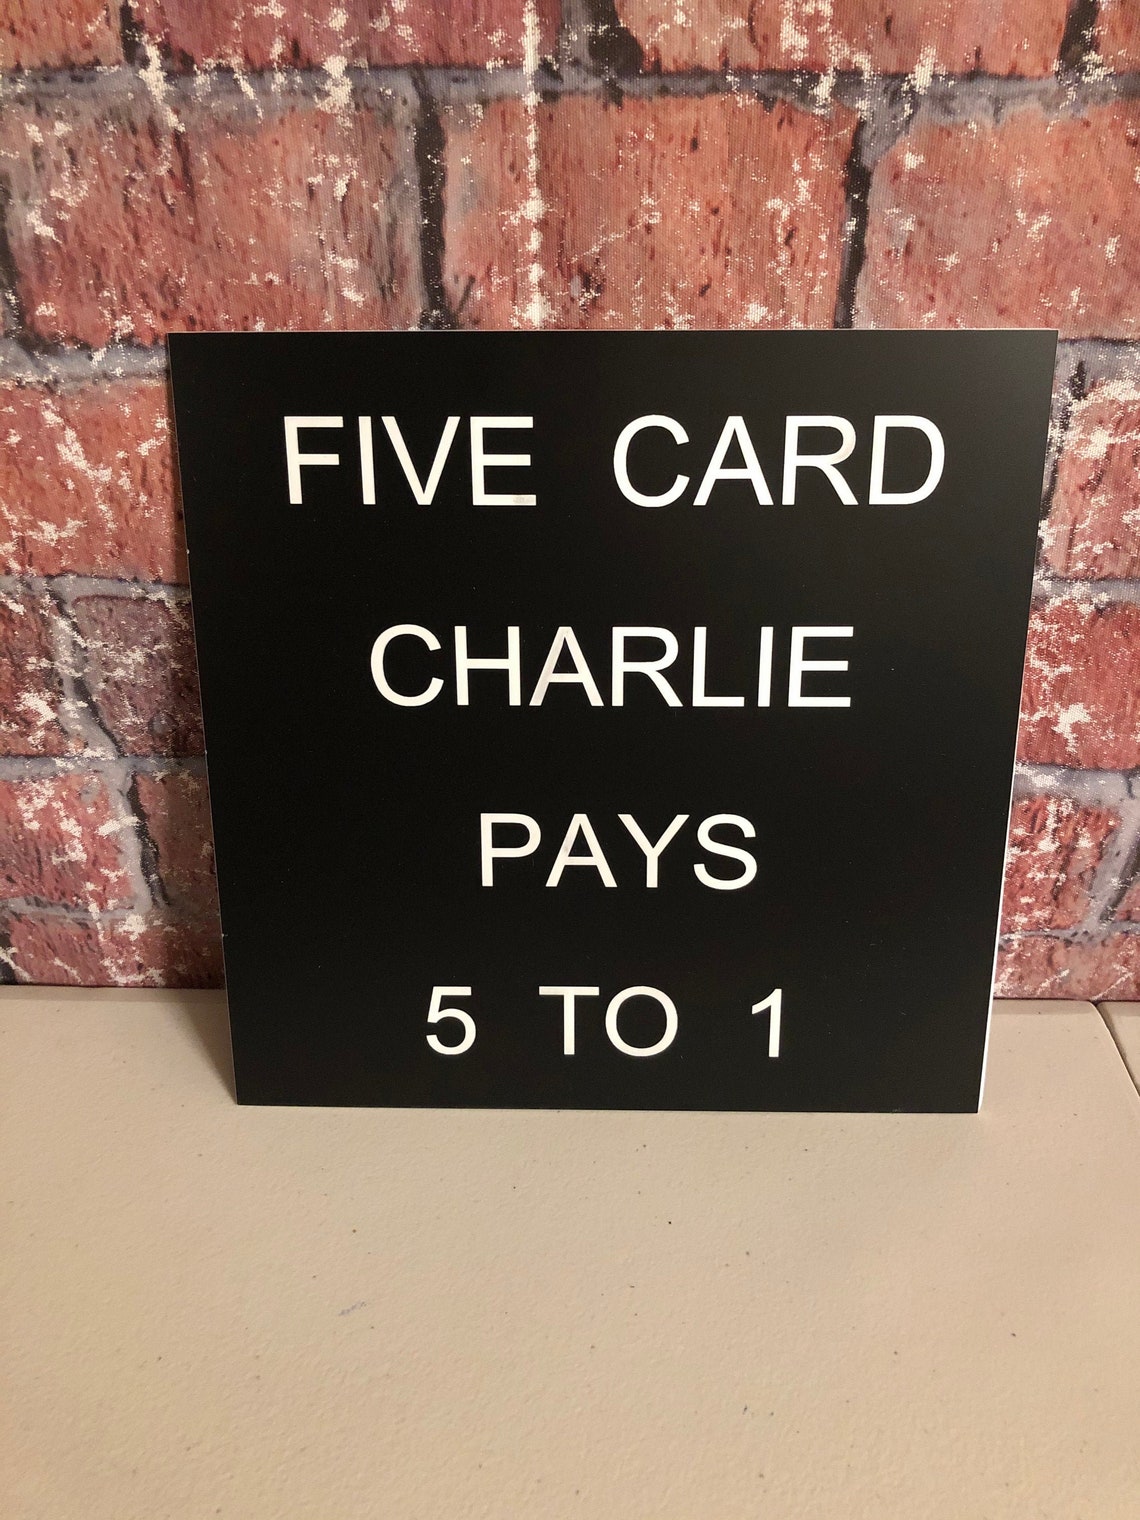 FIVE CARD
CHARLIE
PAYS
5 TO 1